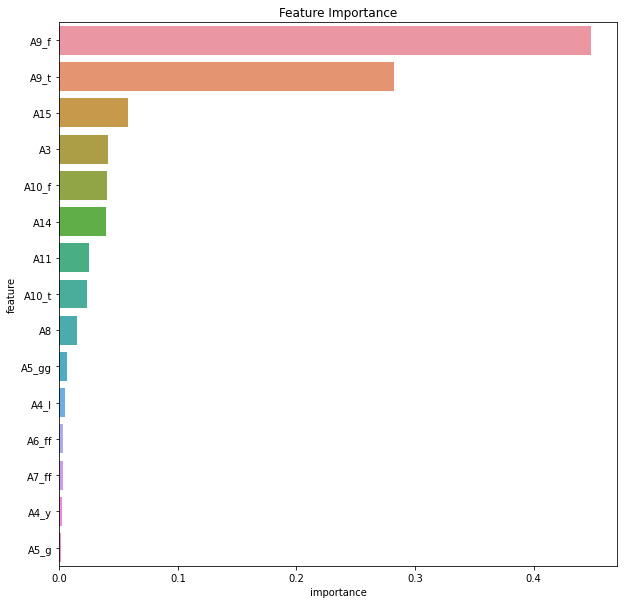 Feature Importance
A9_f
A9_t
A15
A3
A10_f
A14
A11
A10_t
A8
A5_gg
A4_l
A6_ff
A7_ff
A4_y
A5_g
feature
0.0 0.1 0.2 0.3 0.4
importance